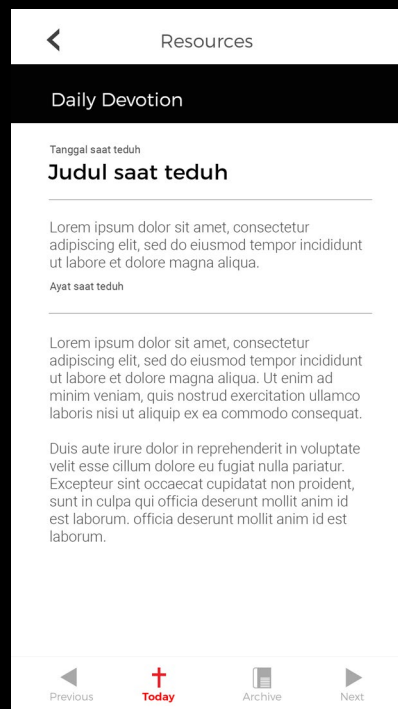 Resources
Daily Devotion
Tanggal saat teduh
Judul saat teduh
Lorem ipsum dolor sit amet, consectetur
adipiscing elit, sed do eiusmod tempor incididunt
ut labore et dolore magna aliqua.
Ayat saat teduh
Lorem ipsum dolor sit amet, consectetur
adipiscing elit, sed do eiusmod tempor incididunt
ut labore et dolore magna aliqua. Ut enim ad
minim veniam, quis nostrud exercitation ullamco
laboris nisi ut aliquip ex ea commodo consequat.
Duis aute irure dolor in reprehenderit in voluptate
velit esse cillum dolore eu fugiat nulla pariatur.
Excepteur sint occaecat cupidatat non proident,
sunt in culpa qui officia deserunt mollit anim id
est laborum. officia deserunt mollit anim id est
laborum.
Previous Today Archive Next